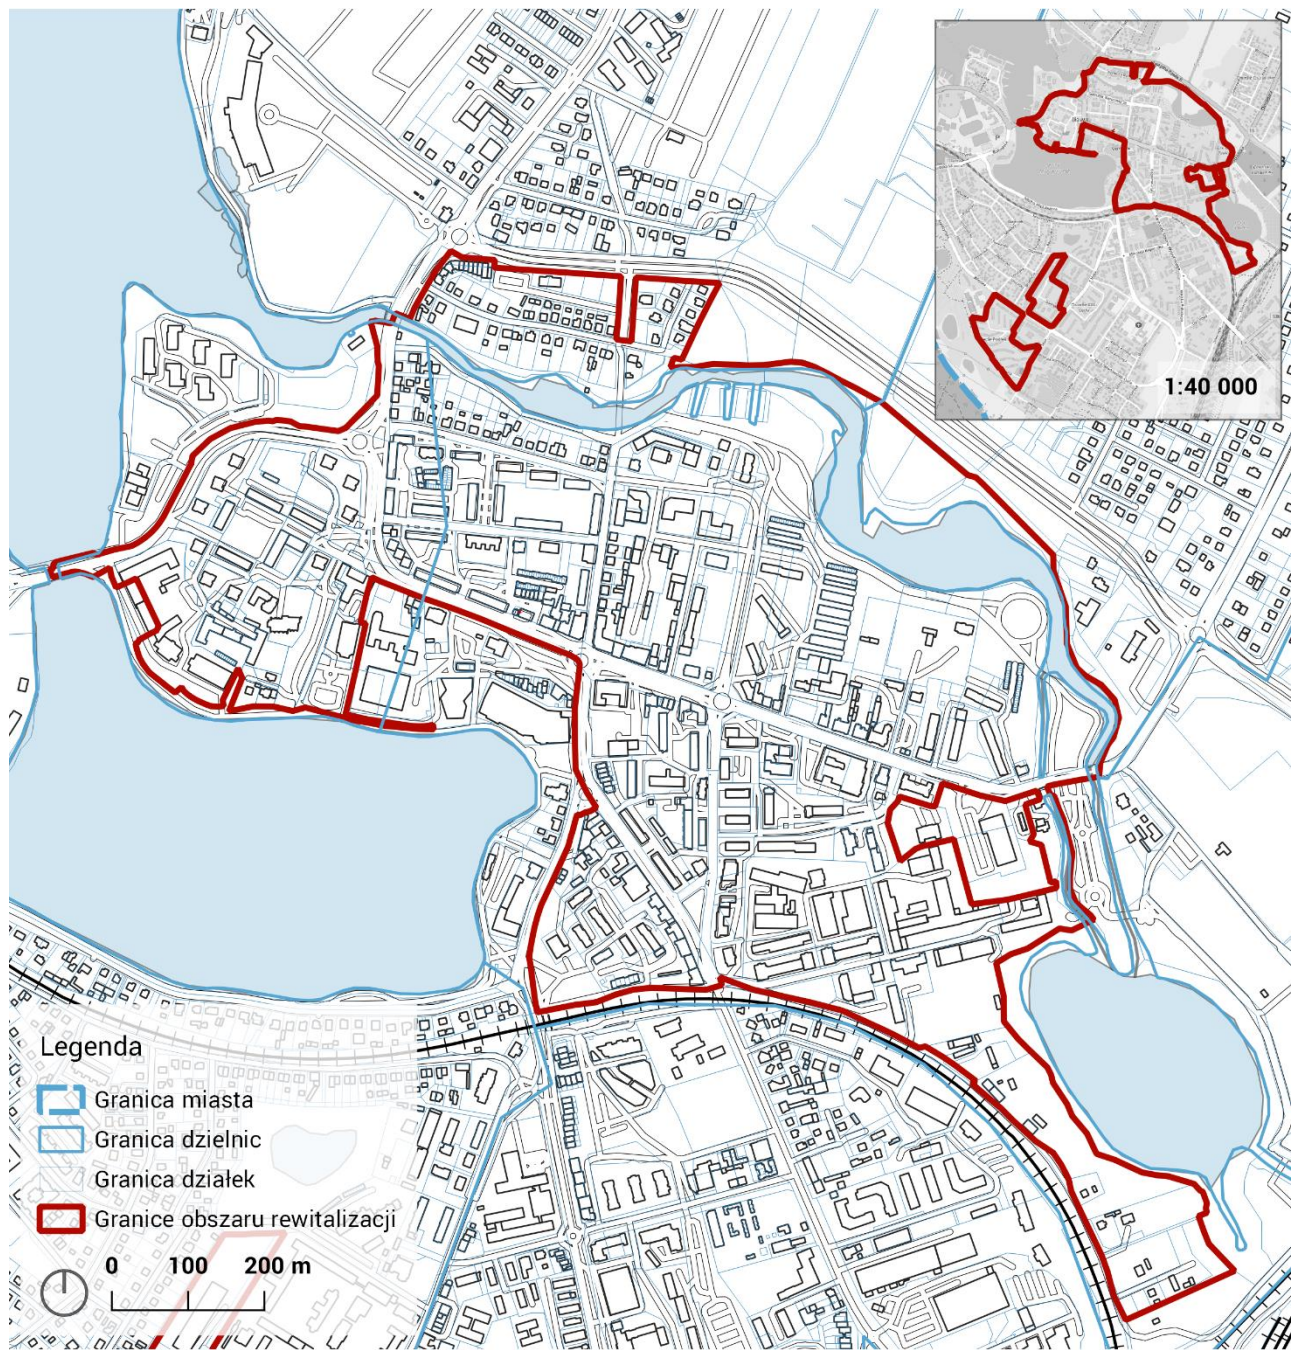 1:40 000
Legenda
Granica miasta
Granica dzielnic
Granica działek
Granice obszaru rewitalizacji
0 100 200 m